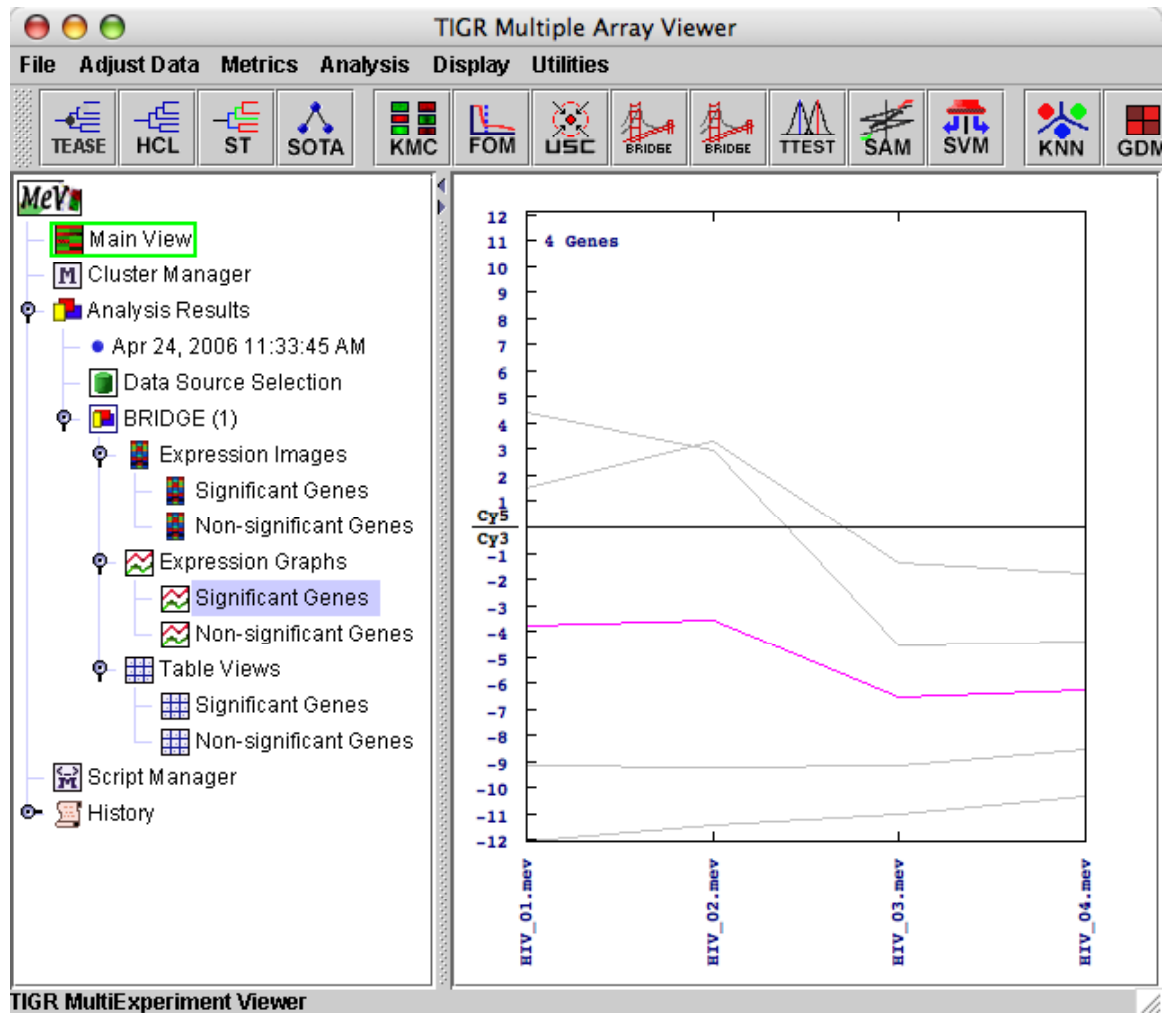 TIGR Multiple Array Viewer
File Adjust Data Metrics Analysis Display Utilities
TEASE HCL ST SOTA KMC FOM USC BRIDGE BRIDGE TTEST SAM SVM KNN GDM
MeV
Main View
Cluster Manager
Analysis Results
Apr 24, 2006 11:33:45 AM
Data Source Selection
BRIDGE (1)
Expression Images
Significant Genes
Non-significant Genes
Expression Graphs
Significant Genes
Non-significant Genes
Table Views
Significant Genes
Non-significant Genes
Script Manager
History
12
11
4 Genes
10
9
8
7
6
5
4
3
2
1
Cy5
Cy3
-1
-2
-3
-4
-5
-6
-7
-8
-9
-10
-11
-12
HIV_01.mev
HIV_02.mev
HIV_03.mev
HIV_04.mev
TIGR MultiExperiment Viewer